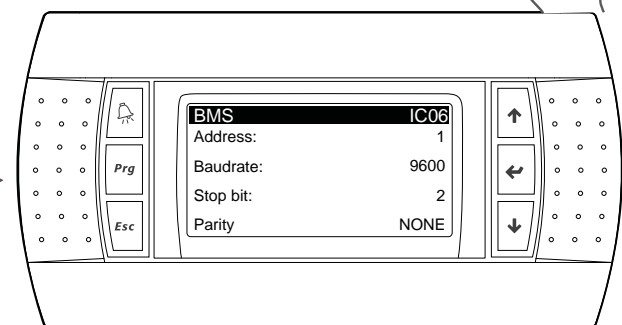 BMS IC06
Address: 1
Prg Baudrate: 9600
Stop bit: 2
Esc Parity NONE